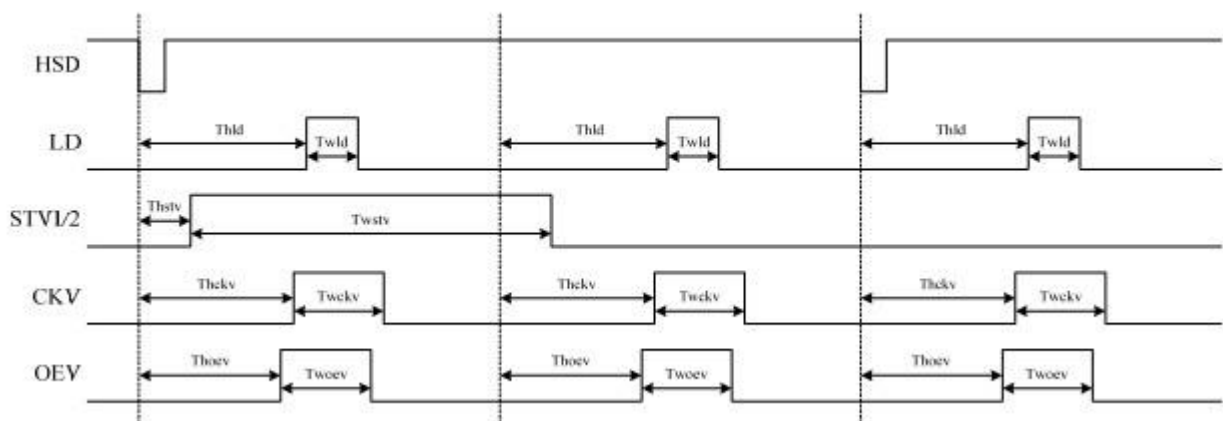 HSD
LD
Thld
Twld
Thld
Twld
Thld
Twld
STV1/2
Thstv
Twstv
CKV
Thckv
Twckv
Thckv
Twckv
Thckv
Twckv
OEV
Thoev
Twoev
Thoev
Twoev
Thoev
Twoev